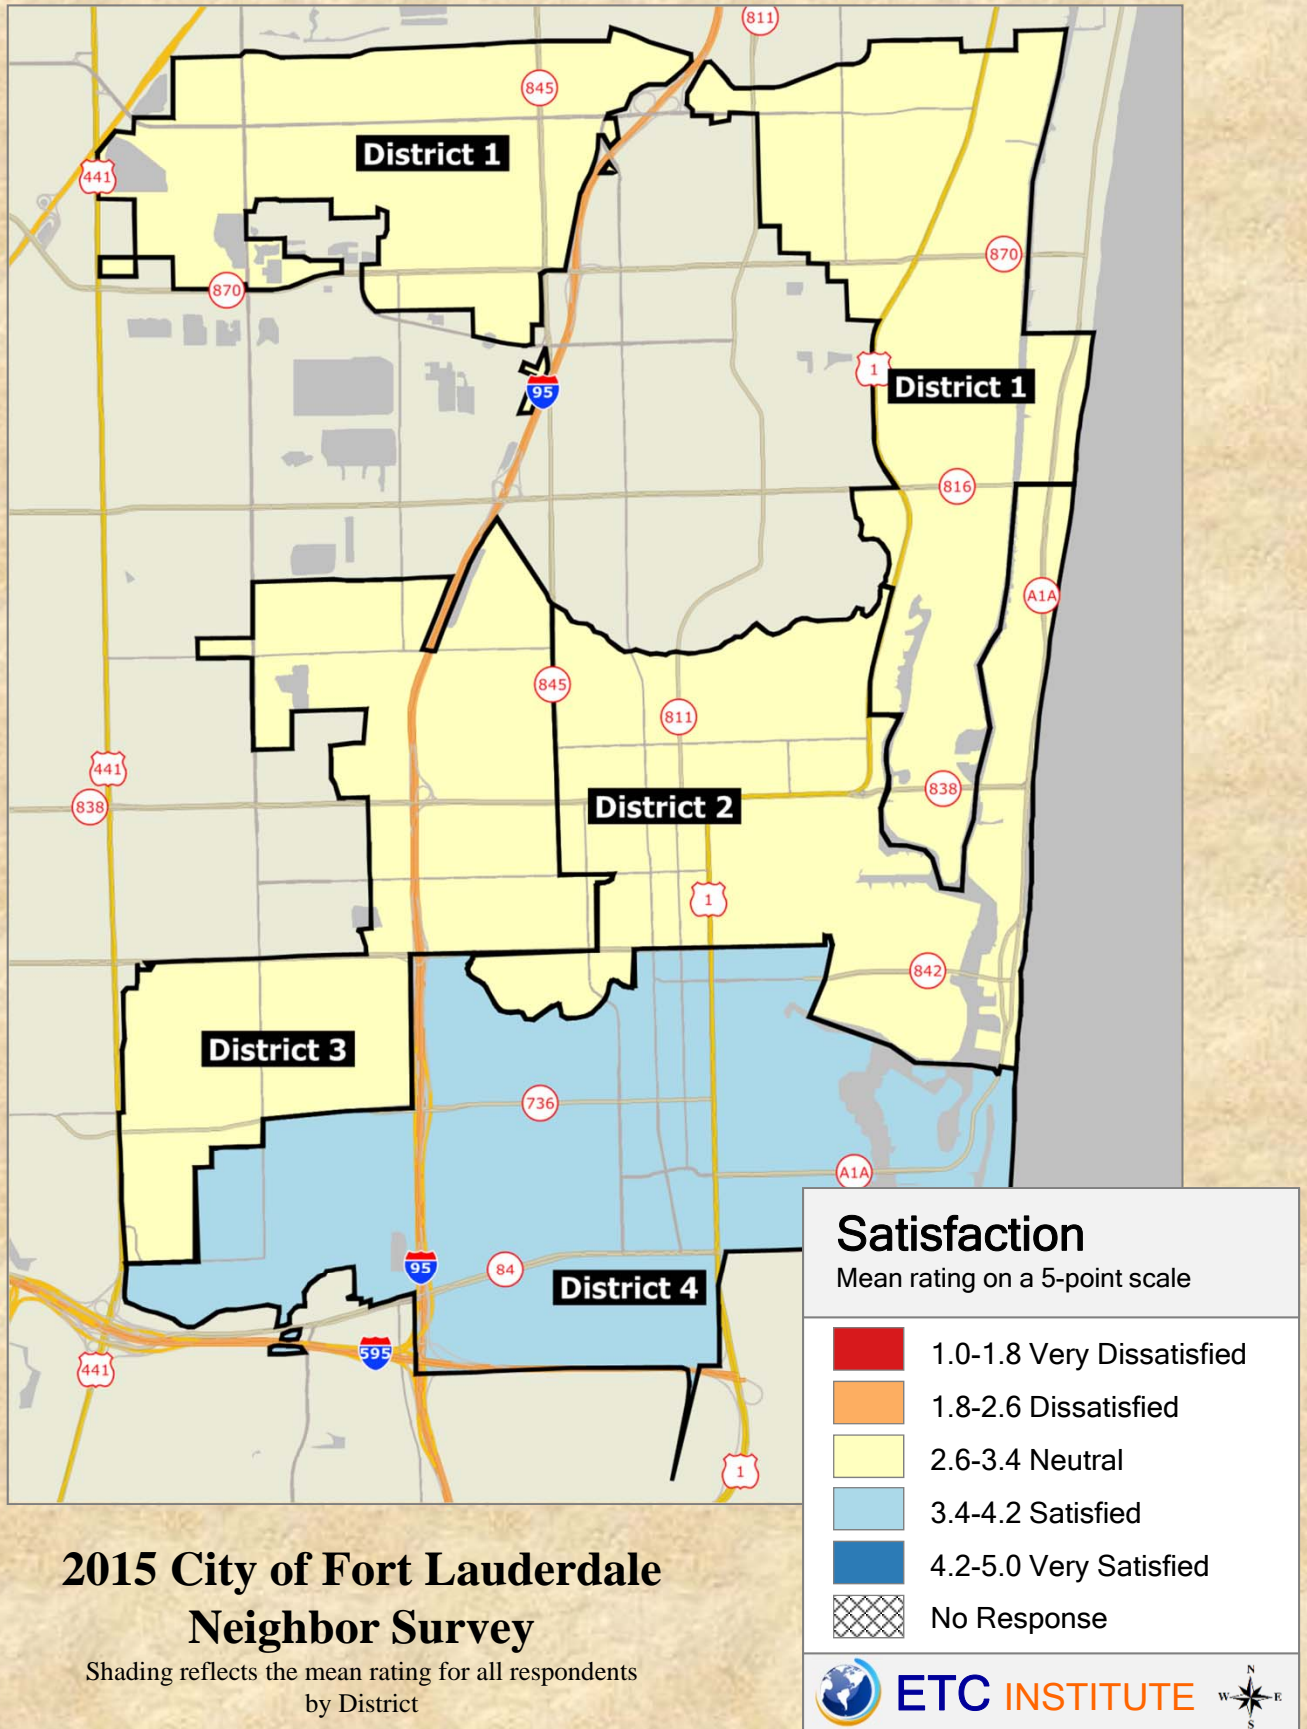 811
845
District 1
441
870
870
95
1
District 1
816
A1A
845
811
441
838
838
District 2
1
842
District 3
736
A1A
95
84
District 4
595
441
1
Satisfaction
Mean rating on a 5-point scale
1.0-1.8 Very Dissatisfied
1.8-2.6 Dissatisfied
2.6-3.4 Neutral
3.4-4.2 Satisfied
4.2-5.0 Very Satisfied
No Response
2015 City of Fort Lauderdale
Neighbor Survey
Shading reflects the mean rating for all respondents
by District
ETC INSTITUTE
N
W E
S